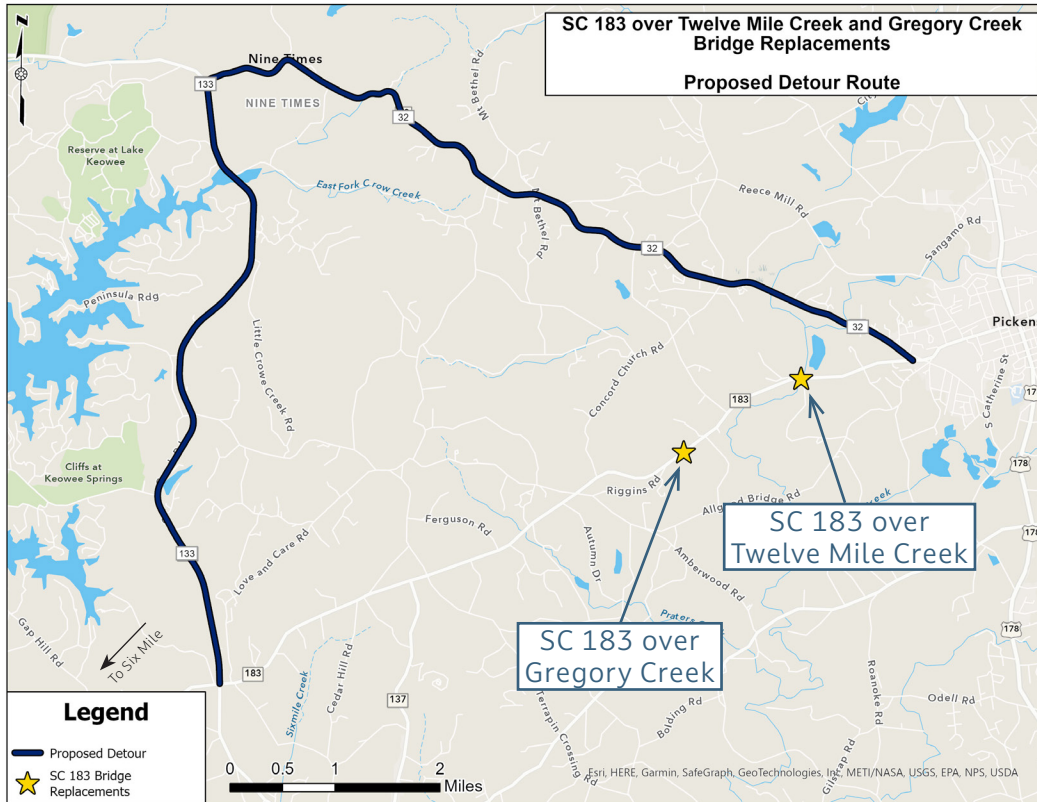 SC 183 over Twelve Mile Creek and Gregory Creek
Bridge Replacements
Proposed Detour Route
N
Nine Times
133
NINE TIMES
32
Mt Bethel Rd
Reserve at Lake
Keowee
East Fork Crow Creek
Mt Bethel Rd
Reece Mill Rd
Sangamo Rd
32
Peninsula Rdg
Little Crowe Creek Rd
Concord Church Rd
32
Picken
S Catherine St
183
178
178
Cliffs at
Keowee Springs
Riggins Rd
Ferguson Rd
Autumn Dr
Amberwood Rd
SC 183 over
Twelve Mile Creek
178
133
Love and Care Rd
SC 183 over
Gregory Creek
178
Gap Hill Rd
To Six Mile
183
Sixmile Creek
Cedar Hill Rd
137
Terrapin Crossing Rd
Bolding Rd
Roanoke Rd
Odell Rd
Gilstrap Rd
Legend
Proposed Detour
SC 183 Bridge
Replacements
0 0.5 1 2
Miles
Esri, HERE, Garmin, SafeGraph, GeoTechnologies, Inc, METI/NASA, USGS, EPA, NPS, USDA